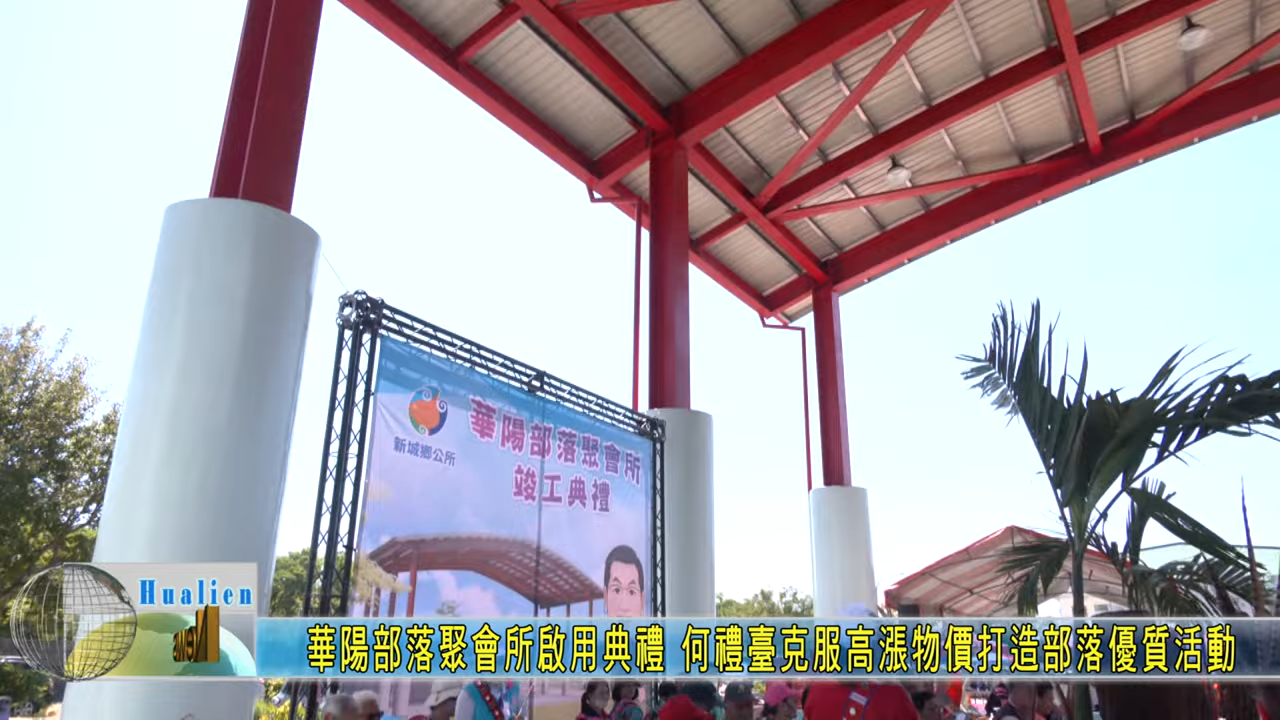 新城鄉公所
華陽部落聚會所
竣工典禮
Hualien
News
華陽部落聚會所啟用典禮 何禮臺克服高漲物價打造部落優質活動